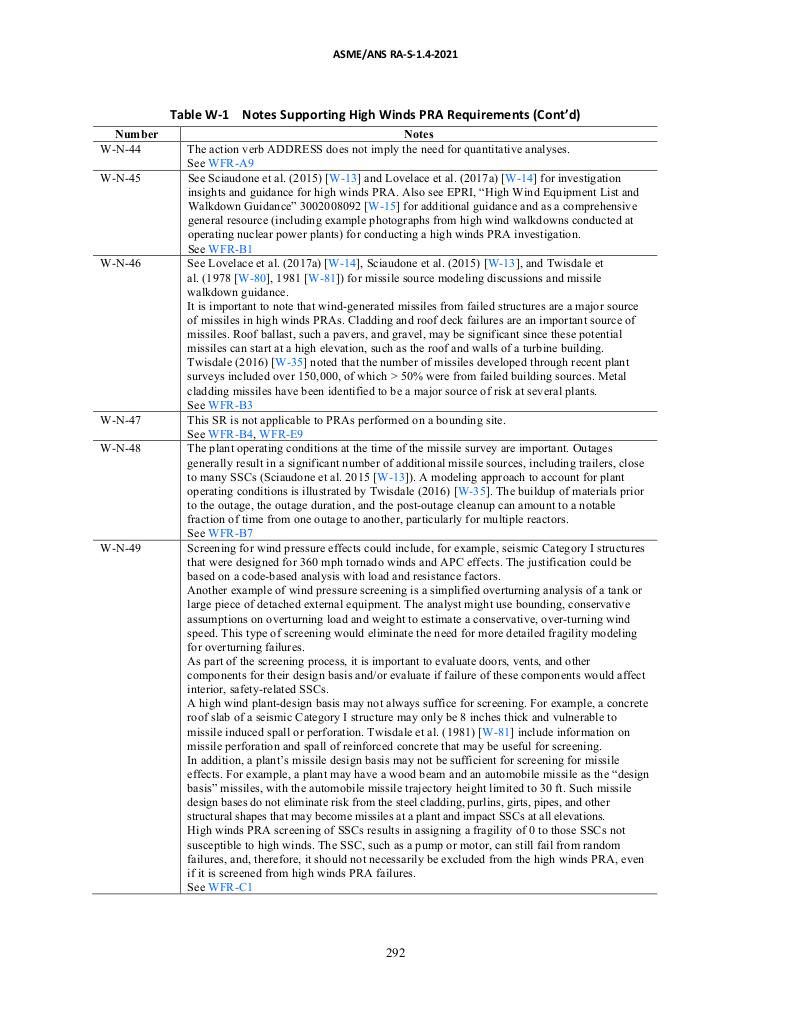 ASME/ANS RA-S-1.4-2021
Table W-1 Notes Supporting High Winds PRA Requirements (Cont’d)
Number Notes
W-N-44 The action verb ADDRESS does not imply the need for quantitative analyses.
See WFR-A9
W-N-45 See Sciaudone et al. (2015) [W-13] and Lovelace et al. (2017a) [W-14] for investigation
insights and guidance for high winds PRA. Also see EPRI, “High Wind Equipment List and
Walkdown Guidance” 3002008092 [W-15] for additional guidance and as a comprehensive
general resource (including example photographs from high wind walkdowns conducted at
operating nuclear power plants) for conducting a high winds PRA investigation.
See WFR-B1
W-N-46 See Lovelace et al. (2017a) [W-14], Sciaudone et al. (2015) [W-13], and Twisdale et
al. (1978 [W-80], 1981 [W-81]) for missile source modeling discussions and missile
walkdown guidance.
It is important to note that wind-generated missiles from failed structures are a major source
of missiles in high winds PRAs. Cladding and roof deck failures are an important source of
missiles. Roof ballast, such a pavers, and gravel, may be significant since these potential
missiles can start at a high elevation, such as the roof and walls of a turbine building.
Twisdale (2016) [W-35] noted that the number of missiles developed through recent plant
surveys included over 150,000, of which > 50% were from failed building sources. Metal
cladding missiles have been identified to be a major source of risk at several plants.
See WFR-B3
W-N-47 This SR is not applicable to PRAs performed on a bounding site.
See WFR-B4, WFR-E9
W-N-48 The plant operating conditions at the time of the missile survey are important. Outages
generally result in a significant number of additional missile sources, including trailers, close
to many SSCs (Sciaudone et al. 2015 [W-13]). A modeling approach to account for plant
operating conditions is illustrated by Twisdale (2016) [W-35]. The buildup of materials prior
to the outage, the outage duration, and the post-outage cleanup can amount to a notable
fraction of time from one outage to another, particularly for multiple reactors.
See WFR-B7
W-N-49 Screening for wind pressure effects could include, for example, seismic Category I structures
that were designed for 360 mph tornado winds and APC effects. The justification could be
based on a code-based analysis with load and resistance factors.
Another example of wind pressure screening is a simplified overturning analysis of a tank or
large piece of detached external equipment. The analyst might use bounding, conservative
assumptions on overturning load and weight to estimate a conservative, over-turning wind
speed. This type of screening would eliminate the need for more detailed fragility modeling
for overturning failures.
As part of the screening process, it is important to evaluate doors, vents, and other
components for their design basis and/or evaluate if failure of these components would affect
interior, safety-related SSCs.
A high wind plant-design basis may not always suffice for screening. For example, a concrete
roof slab of a seismic Category I structure may only be 8 inches thick and vulnerable to
missile induced spall or perforation. Twisdale et al. (1981) [W-81] include information on
missile perforation and spall of reinforced concrete that may be useful for screening.
In addition, a plant’s missile design basis may not be sufficient for screening for missile
effects. For example, a plant may have a wood beam and an automobile missile as the “design
basis” missiles, with the automobile missile trajectory height limited to 30 ft. Such missile
design bases do not eliminate risk from the steel cladding, purlins, girts, pipes, and other
structural shapes that may become missiles at a plant and impact SSCs at all elevations.
High winds PRA screening of SSCs results in assigning a fragility of 0 to those SSCs not
susceptible to high winds. The SSC, such as a pump or motor, can still fail from random
failures, and, therefore, it should not necessarily be excluded from the high winds PRA, even
if it is screened from high winds PRA failures.
See WFR-C1
292